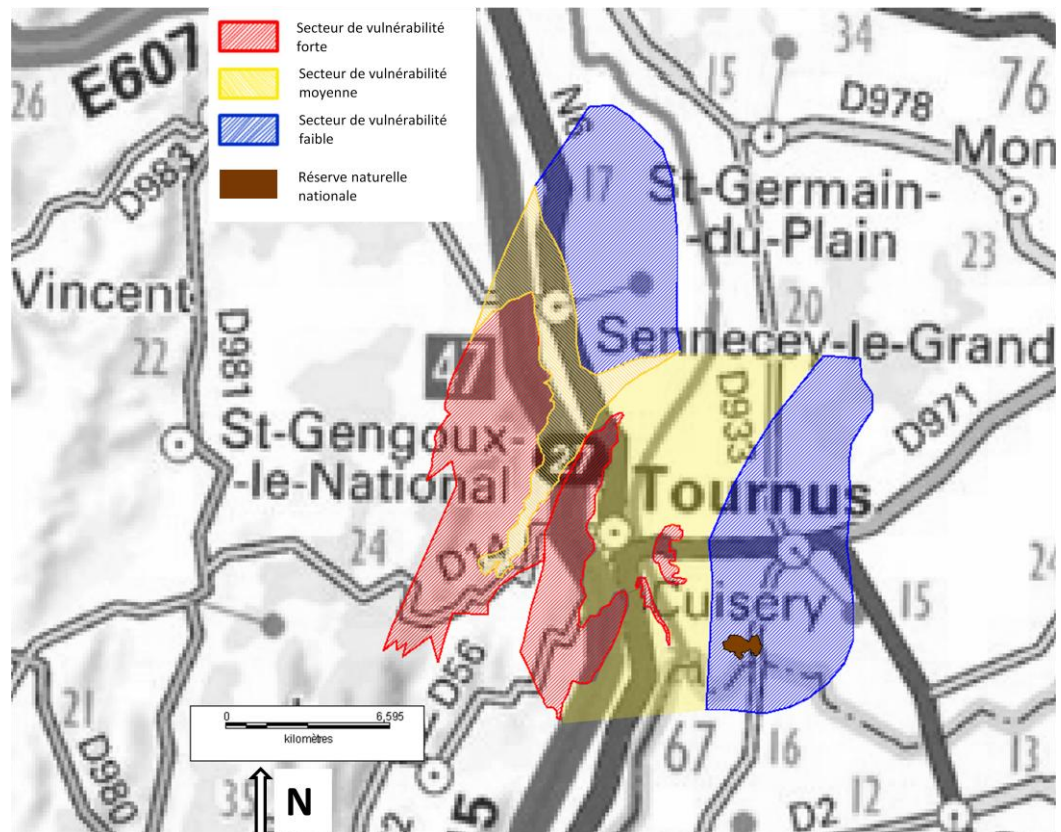 Secteur de vulnérabilité
forte
Secteur de vulnérabilité
moyenne
Secteur de vulnérabilité
faible
Réserve naturelle
nationale
E607
26
D983
N6
34
15
D978
76
Mon
17
St-Germain-
-du-Plain
23
Vincent
22
D981
47
20
Sennecey-le-Grand
D933
D971
St-Gengoux-
-le-National
27
Tournus
24
Cuisery
15
24
D56
21
D980
67
16
13
D2
12
35
0 6,595
kilomètres
N